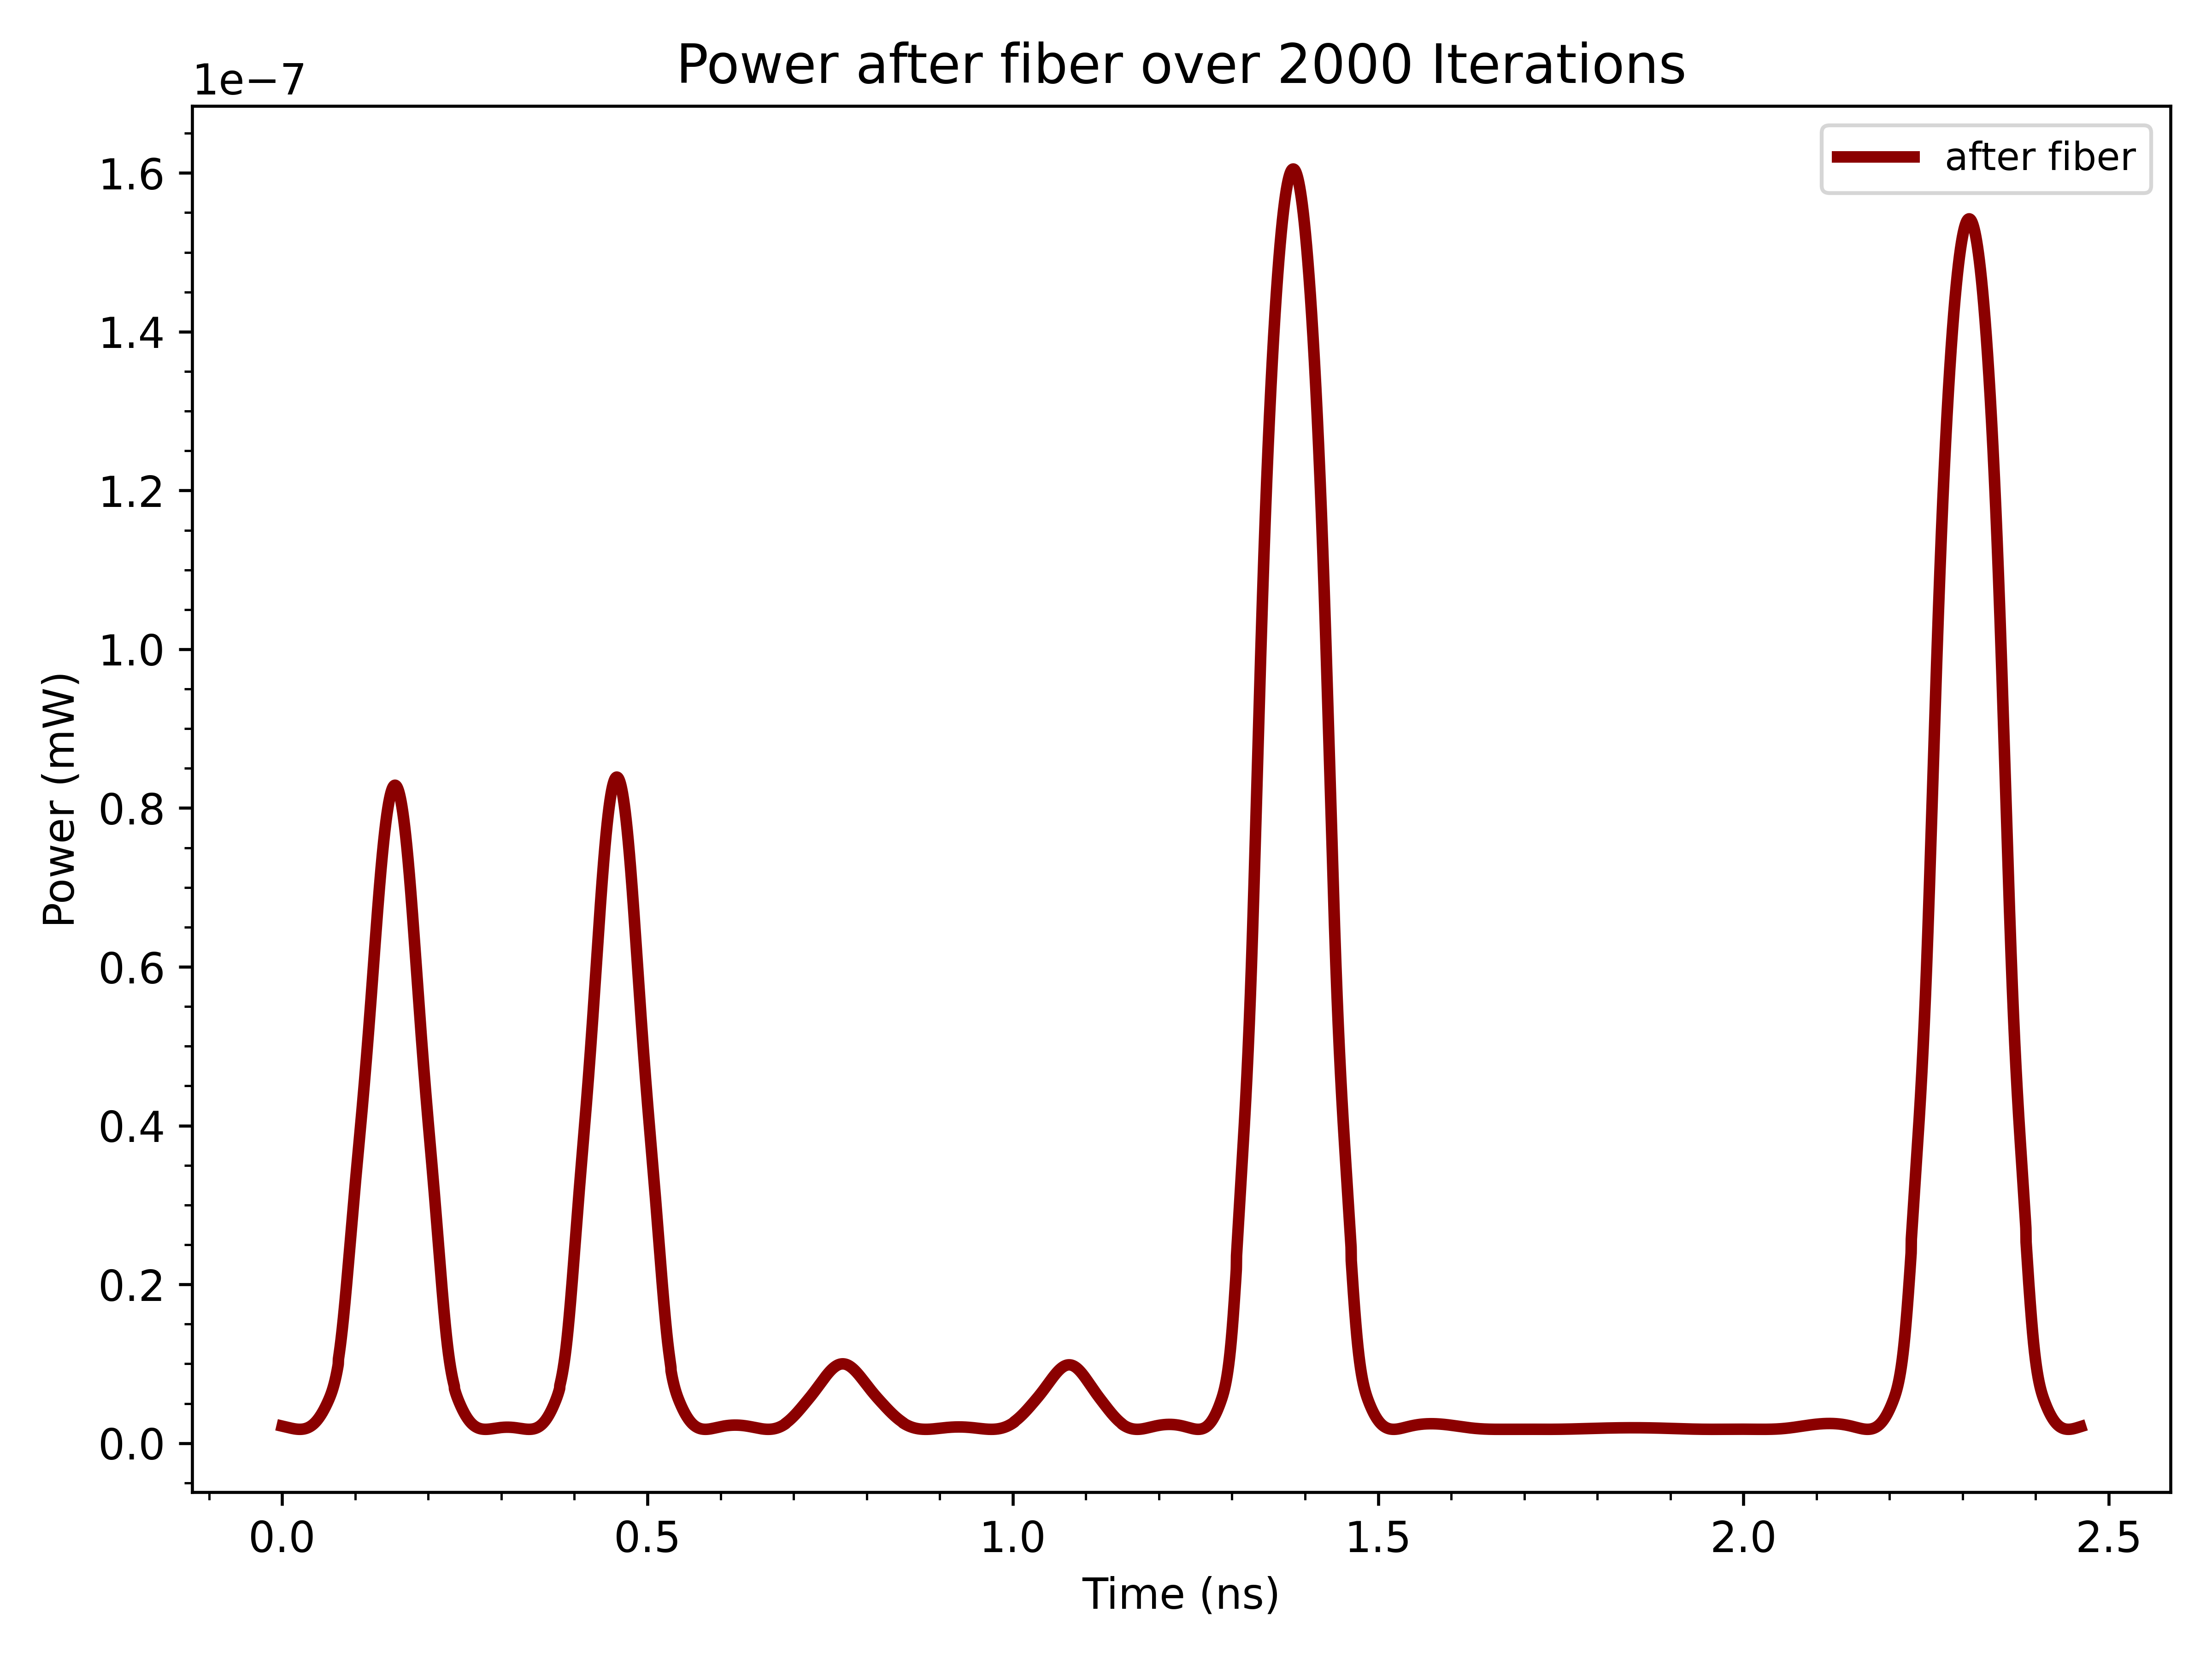 Power after fiber over 2000 Iterations
1e−7
after fiber
1.6
1.4
1.2
1.0
0.8
0.6
0.4
0.2
0.0
Power (mW)
0.0 0.5 1.0 1.5 2.0 2.5
Time (ns)